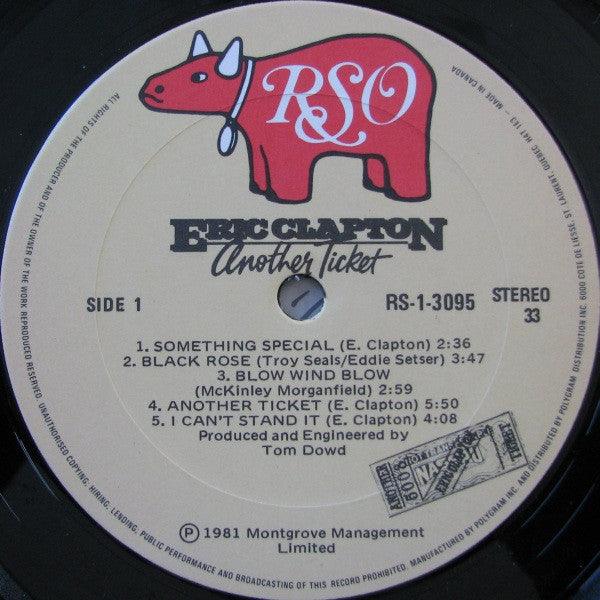 RSO
ERIC CLAPTON
Another Ticket
SIDE 1
RS-1-3095
STEREO
33
1. SOMETHING SPECIAL (E. Clapton) 2:36
2. BLACK ROSE (Troy Seals/Eddie Setser) 3:47
3. BLOW WIND BLOW
(McKinley Morganfield) 2:59
4. ANOTHER TICKET (E. Clapton) 5:50
5. I CAN'T STAND IT (E. Clapton) 4:08
Produced and Engineered by
Tom Dowd
ANOTHER
8008
ERIC CLAPTON
TICKET
Ⓟ 1981 Montgrove Management
Limited
ALL RIGHTS OF THE PRODUCER AND OF THE OWNER OF THE WORK REPRODUCED RESERVED. UNAUTHORISED COPYING, HIRING, LENDING, PUBLIC PERFORMANCE AND BROADCASTING OF THIS RECORD PROHIBITED. MANUFACTURED BY POLYGRAM INC. AND DISTRIBUTED BY POLYGRAM DISTRIBUTION INC. 6000 COTE DE LIESSE, ST. LAURENT, QUEBEC H4T 1E3 — MADE IN CANADA